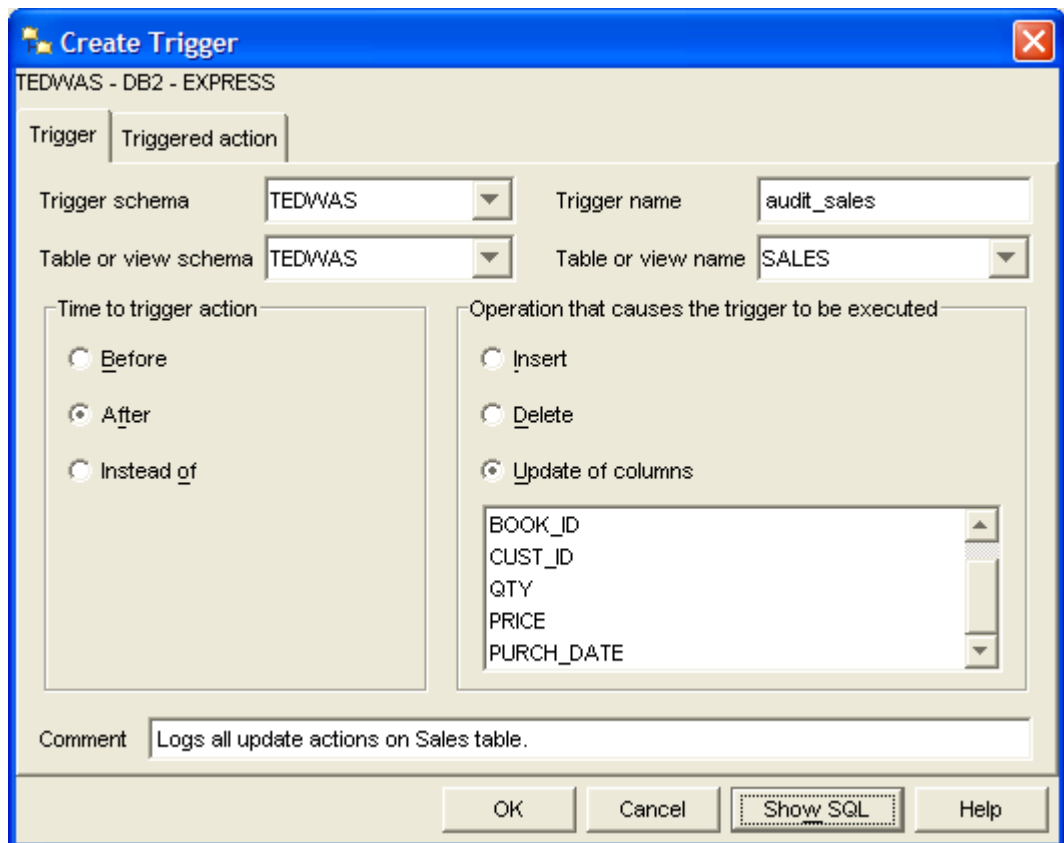 Create Trigger
TEDWAS - DB2 - EXPRESS
Trigger Triggered action
Trigger schema TEDWAS Trigger name audit_sales
Table or view schema TEDWAS Table or view name SALES
Time to trigger action Operation that causes the trigger to be executed
Before Insert
After Delete
Instead of Update of columns
BOOK_ID
CUST_ID
QTY
PRICE
PURCH_DATE
Comment Logs all update actions on Sales table.
OK Cancel Show SQL Help